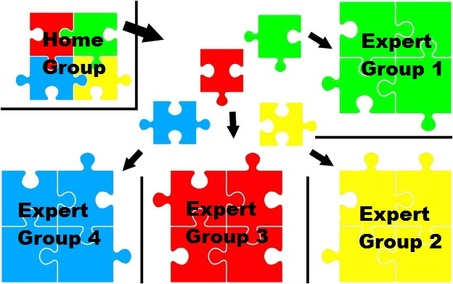 Home
Group
Expert
Group 1
Expert
Group 4
Expert
Group 3
Expert
Group 2